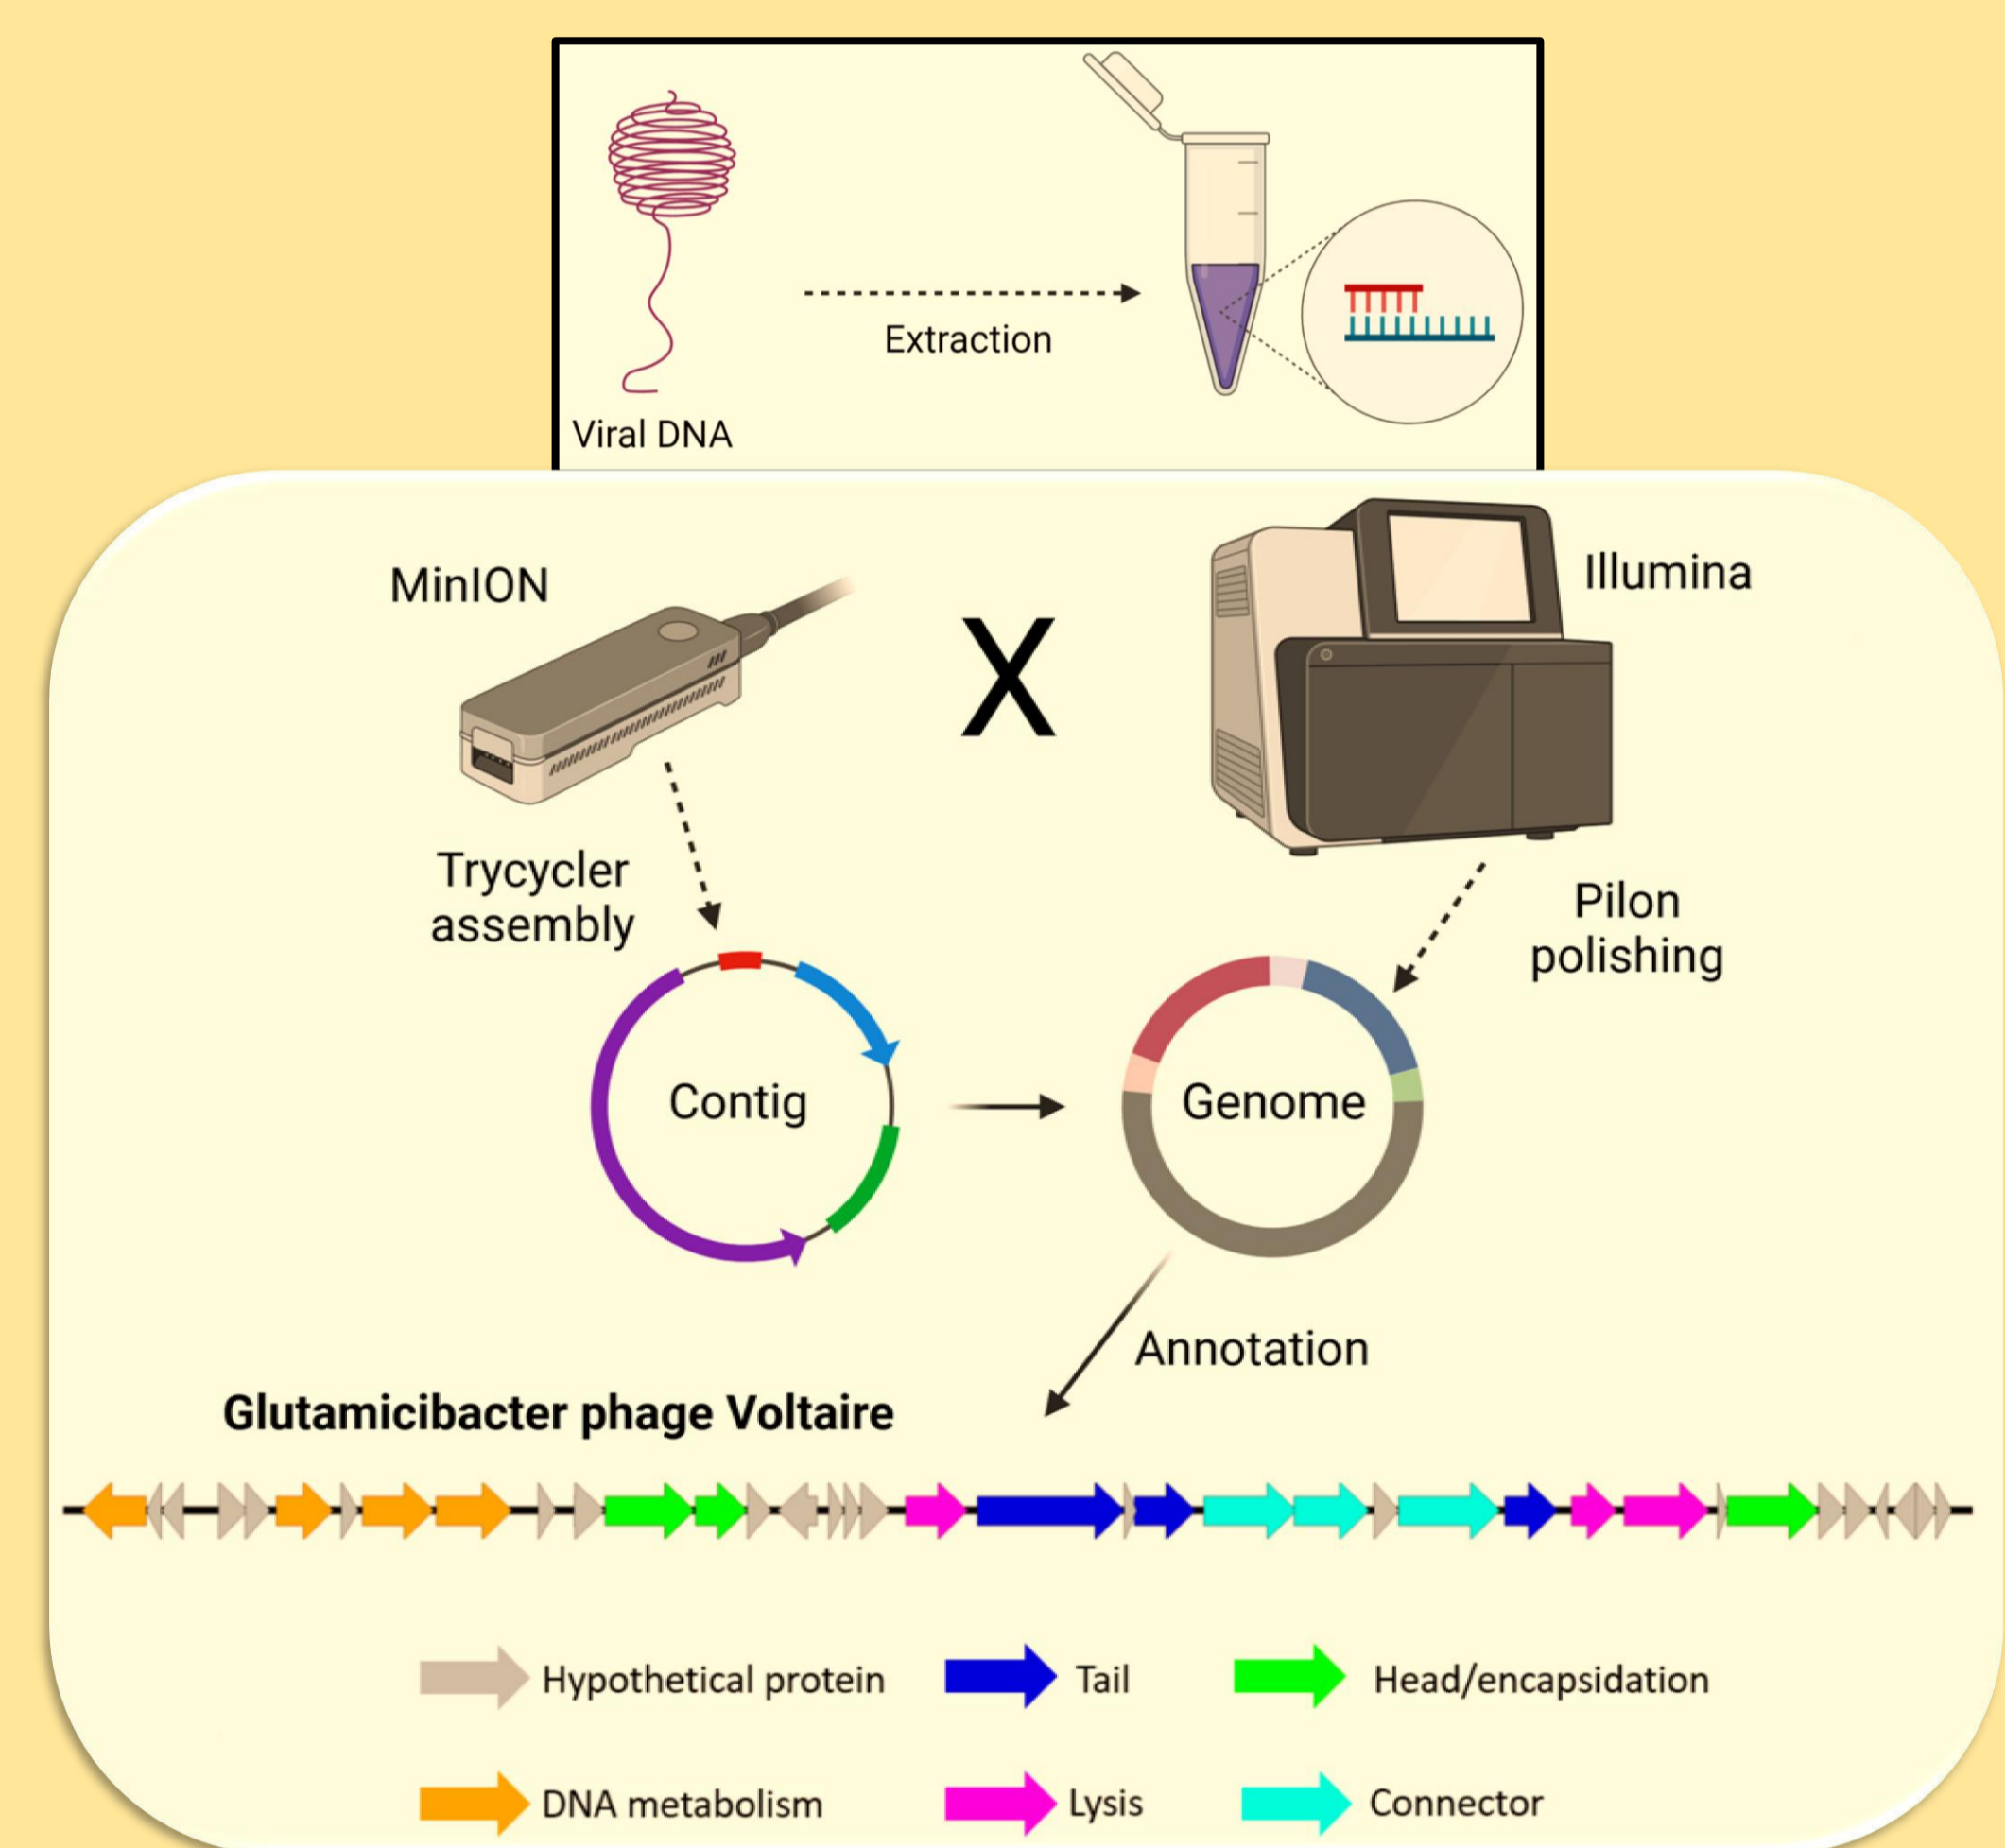 Extraction
Viral DNA
MinION
X
Illumina
Trycycler
assembly
Pilon
polishing
Contig
Genome
Annotation
Glutamicibacter phage Voltaire
Hypothetical protein
Tail
Head/encapsidation
DNA metabolism
Lysis
Connector